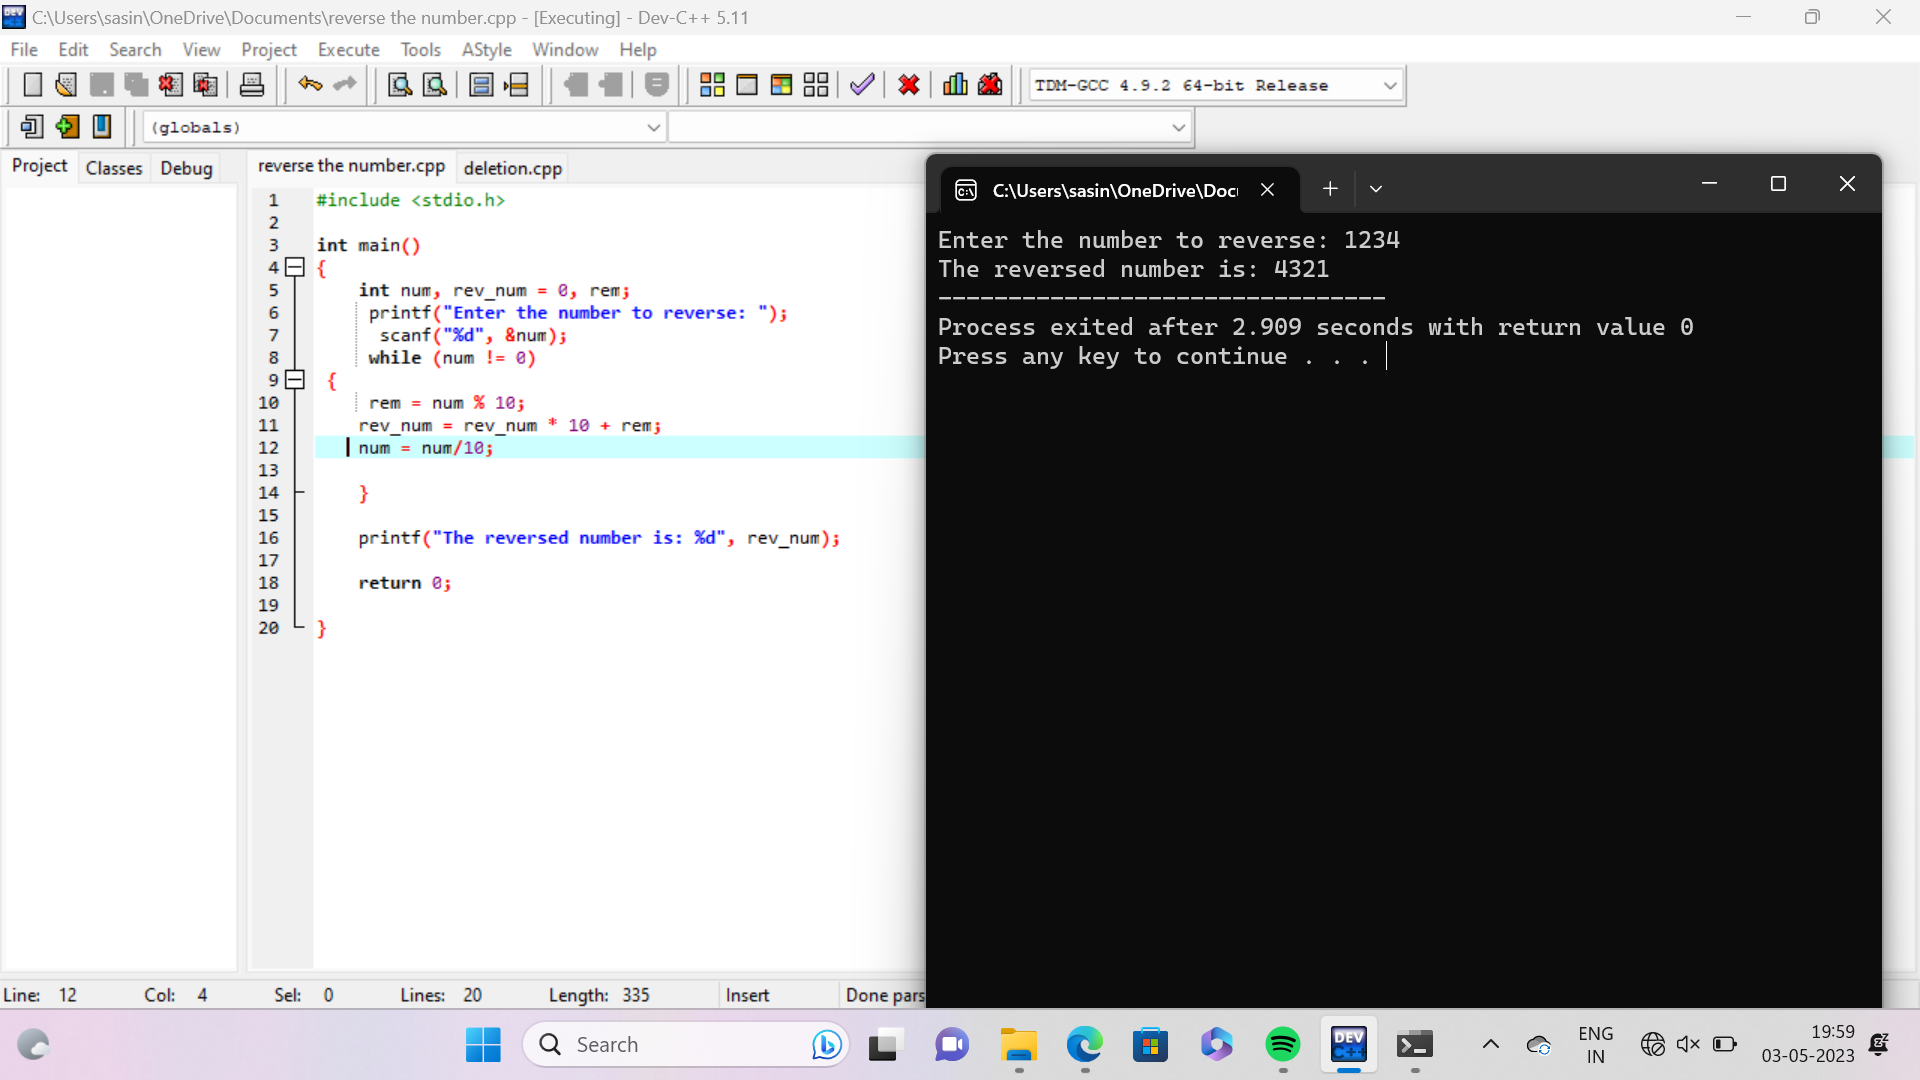 C:\Users\sasin\OneDrive\Documents\reverse the number.cpp - [Executing] - Dev-C++ 5.11
File Edit Search View Project Execute Tools AStyle Window Help
TDM-GCC 4.9.2 64-bit Release
(globals)
Project Classes Debug
reverse the number.cpp deletion.cpp
1 #include <stdio.h>
2
3 int main()
4 {
5 int num, rev_num = 0, rem;
6 printf("Enter the number to reverse: ");
7 scanf("%d", &num);
8 while (num != 0)
9 {
10 rem = num % 10;
11 rev_num = rev_num * 10 + rem;
12 num = num/10;
13
14 }
15
16 printf("The reversed number is: %d", rev_num);
17
18 return 0;
19
20 }
C:\Users\sasin\OneDrive\Doc
Enter the number to reverse: 1234
The reversed number is: 4321
--------------------------------
Process exited after 2.909 seconds with return value 0
Press any key to continue . . .
Line: 12 Col: 4 Sel: 0 Lines: 20 Length: 335 Insert Done pars
Search
DEV C++
ENG
IN
19:59
03-05-2023